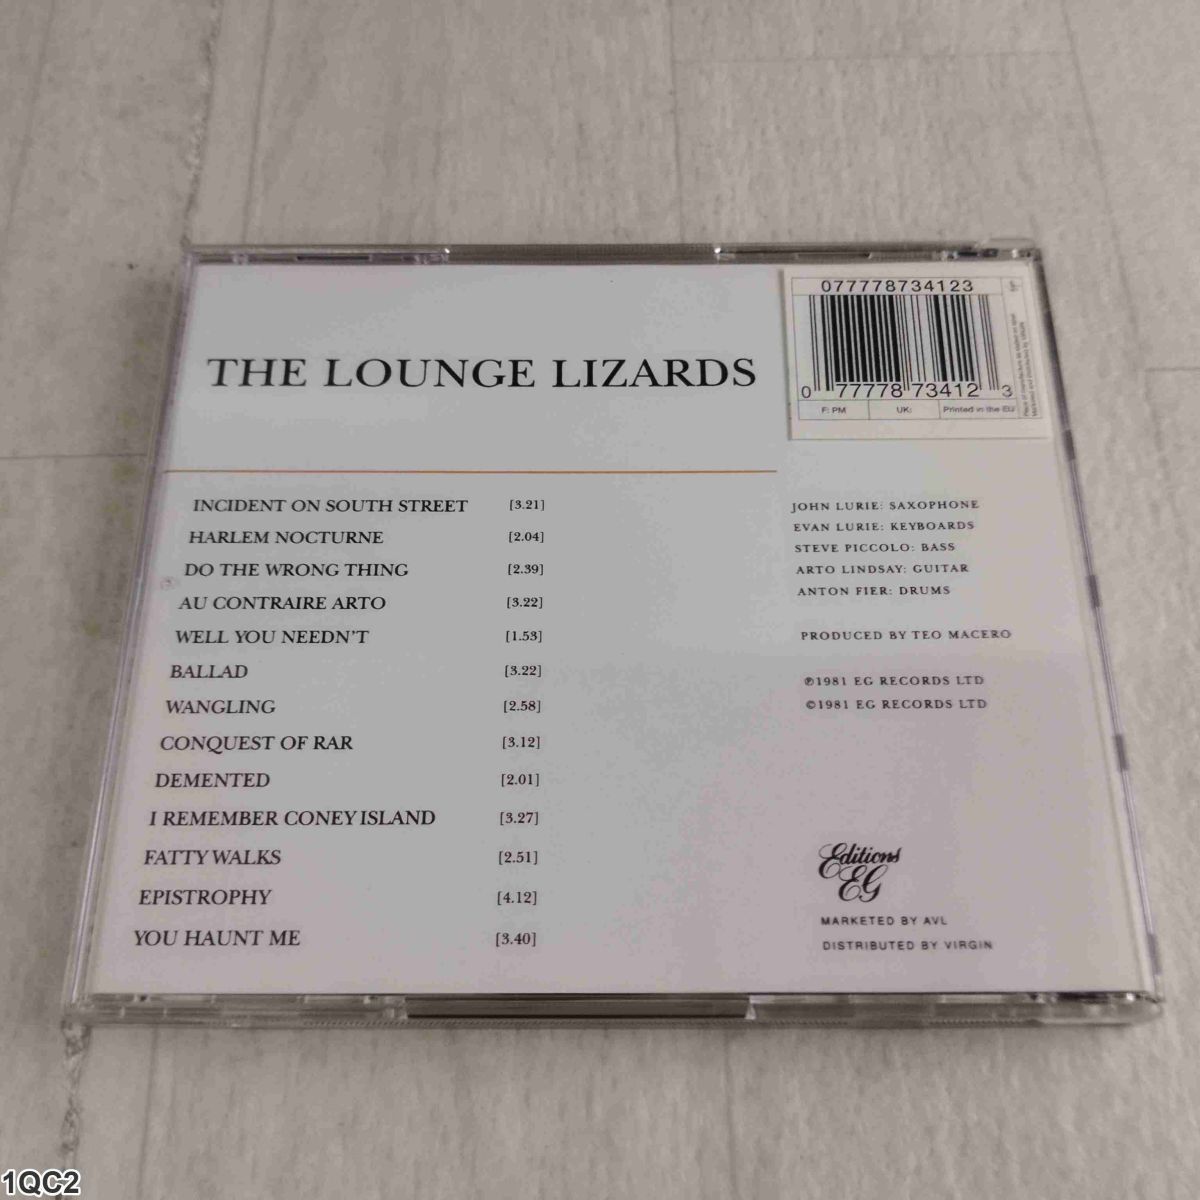 077778734123
0 77778 73412 3
F: PM UK: Printed in the EU
THE LOUNGE LIZARDS
INCIDENT ON SOUTH STREET [3.21]
HARLEM NOCTURNE [2.04]
DO THE WRONG THING [2.39]
AU CONTRAIRE ARTO [3.22]
WELL YOU NEEDN'T [1.53]
BALLAD [3.22]
WANGLING [2.58]
CONQUEST OF RAR [3.12]
DEMENTED [2.01]
I REMEMBER CONEY ISLAND [3.27]
FATTY WALKS [2.51]
EPISTROPHY [4.12]
YOU HAUNT ME [3.40]
JOHN LURIE: SAXOPHONE
EVAN LURIE: KEYBOARDS
STEVE PICCOLO: BASS
ARTO LINDSAY: GUITAR
ANTON FIER: DRUMS
PRODUCED BY TEO MACERO
℗1981 EG RECORDS LTD
©1981 EG RECORDS LTD
Editions
EG
MARKETED BY AVL
DISTRIBUTED BY VIRGIN
1QC2